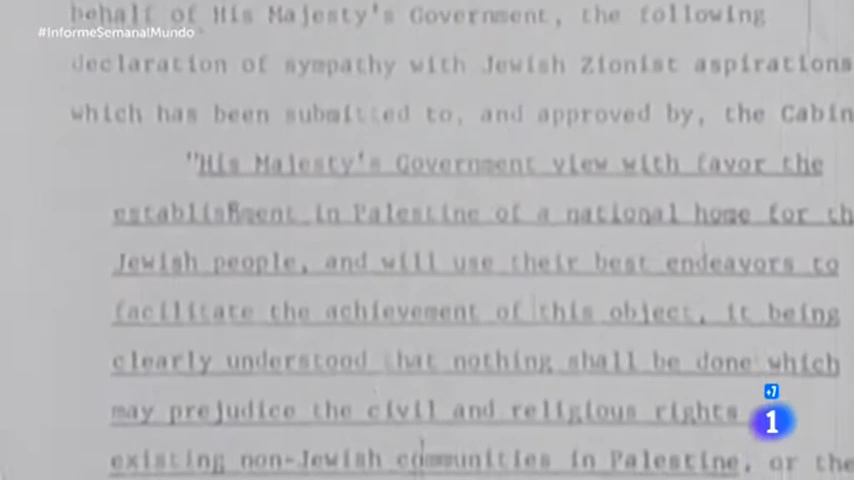 behalf of His Majesty's Government, the following
#InformeSemanalMundo
declaration of sympathy with Jewish Zionist aspirations
which has been submitted to, and approved by, the Cabin
"His Majesty's Government view with favor the
establishment in Palestine of a national home for th
Jewish people, and will use their best endeavors to
facilitate the achievement of this object, it being
clearly understood that nothing shall be done which
may prejudice the civil and religious rights
existing non-Jewish communities in Palestine, or the
+7
1